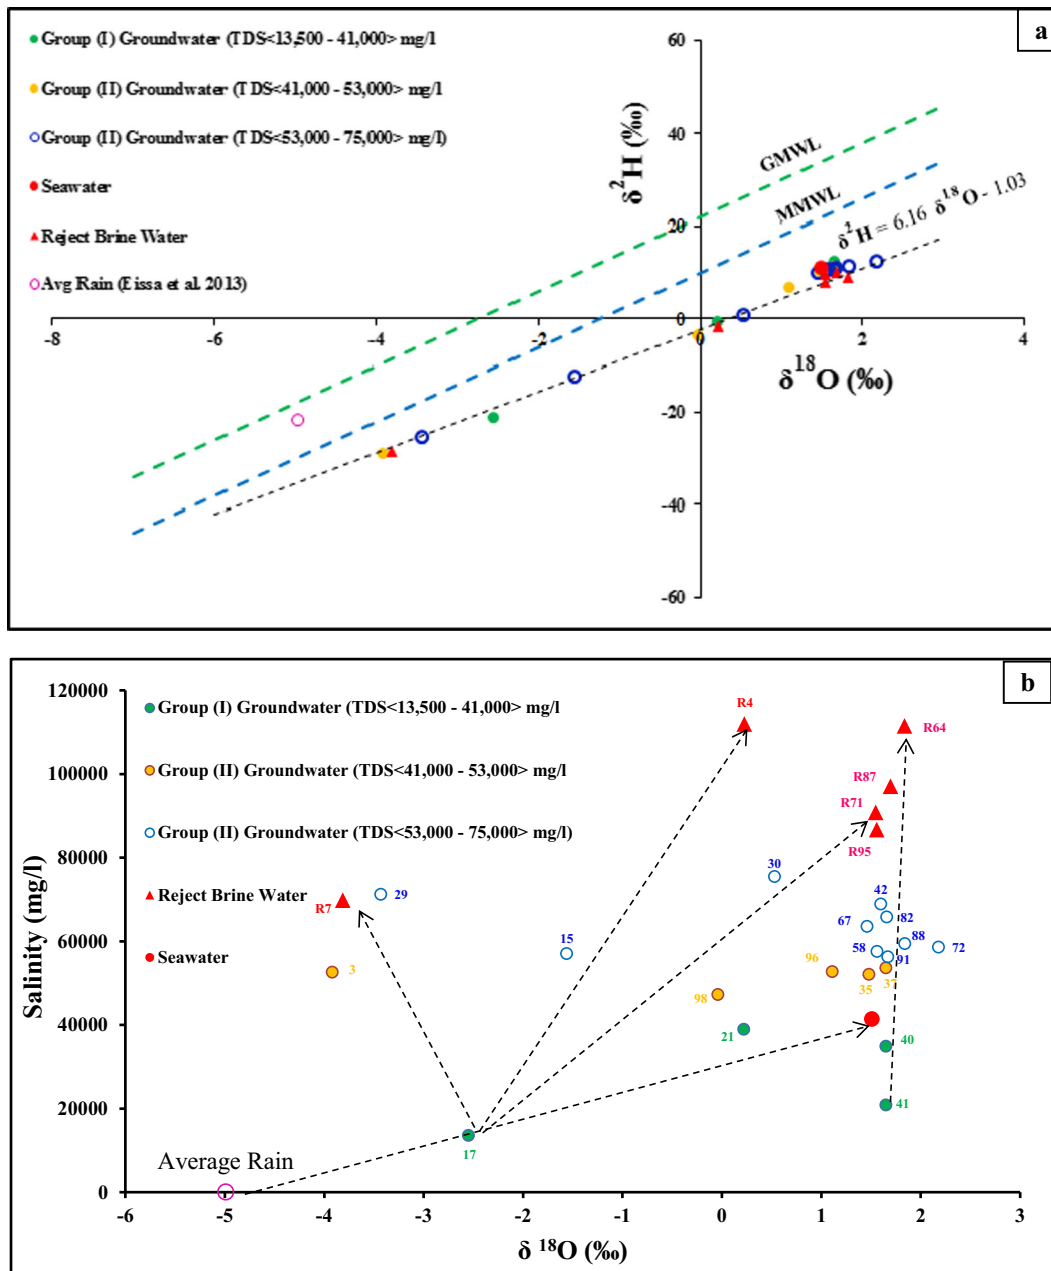 a
Group (I) Groundwater (TDS<13,500 - 41,000> mg/l
Group (II) Groundwater (TDS<41,000 - 53,000> mg/l
Group (II) Groundwater (TDS<53,000 - 75,000> mg/l)
Seawater
Reject Brine Water
Avg Rain (Eissa et al. 2013)
60
40
20
0
-20
-40
-60
δ²H (‰)
GMWL
MMWL
δ²H = 6.16 δ¹⁸O - 1.03
-8
-6
-4
-2
0
2
4
δ¹⁸O (‰)
b
Group (I) Groundwater (TDS<13,500 - 41,000> mg/l
Group (II) Groundwater (TDS<41,000 - 53,000> mg/l
Group (II) Groundwater (TDS<53,000 - 75,000> mg/l)
Reject Brine Water
Seawater
120000
100000
80000
60000
40000
20000
0
Salinity (mg/l)
R4
R64
R87
R71
R95
R7
29
30
42
82
67
88
72
58
91
15
3
96
35
37
98
21
40
41
17
Average Rain
-6
-5
-4
-3
-2
-1
0
1
2
3
δ ¹⁸O (‰)